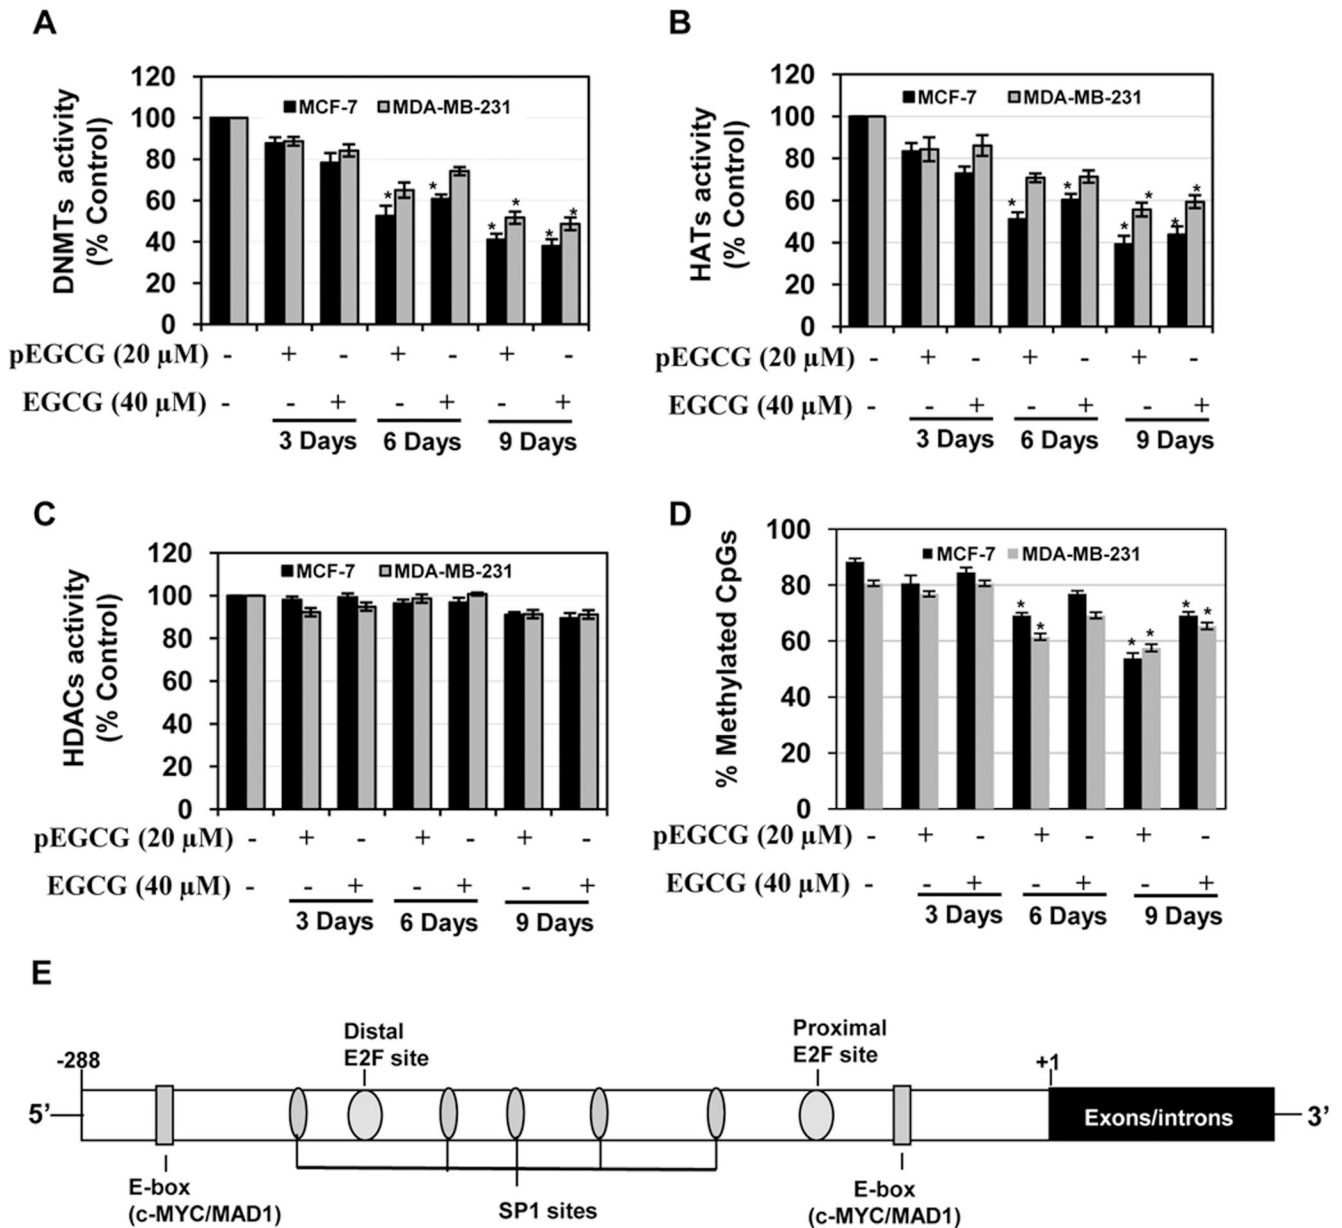 A
DNMTs activity
(% Control)
120
100
80
60
40
20
0
MCF-7 MDA-MB-231
* * * * * *
pEGCG (20 µM) - + - + - + -
EGCG (40 µM) - - + - + - +
3 Days 6 Days 9 Days
B
HATs activity
(% Control)
120
100
80
60
40
20
0
MCF-7 MDA-MB-231
* * * * * *
pEGCG (20 µM) - + - + - + -
EGCG (40 µM) - - + - + - +
3 Days 6 Days 9 Days
C
HDACs activity
(% Control)
120
100
80
60
40
20
0
MCF-7 MDA-MB-231
pEGCG (20 µM) - + - + - + -
EGCG (40 µM) - - + - + - +
3 Days 6 Days 9 Days
D
% Methylated CpGs
100
80
60
40
20
0
MCF-7 MDA-MB-231
* * * * * *
pEGCG (20 µM) - + - + - + -
EGCG (40 µM) - - + - + - +
3 Days 6 Days 9 Days
E
-288
Distal
E2F site
Proximal
E2F site
+1
5’
Exons/introns
3’
E-box
(c-MYC/MAD1)
SP1 sites
E-box
(c-MYC/MAD1)